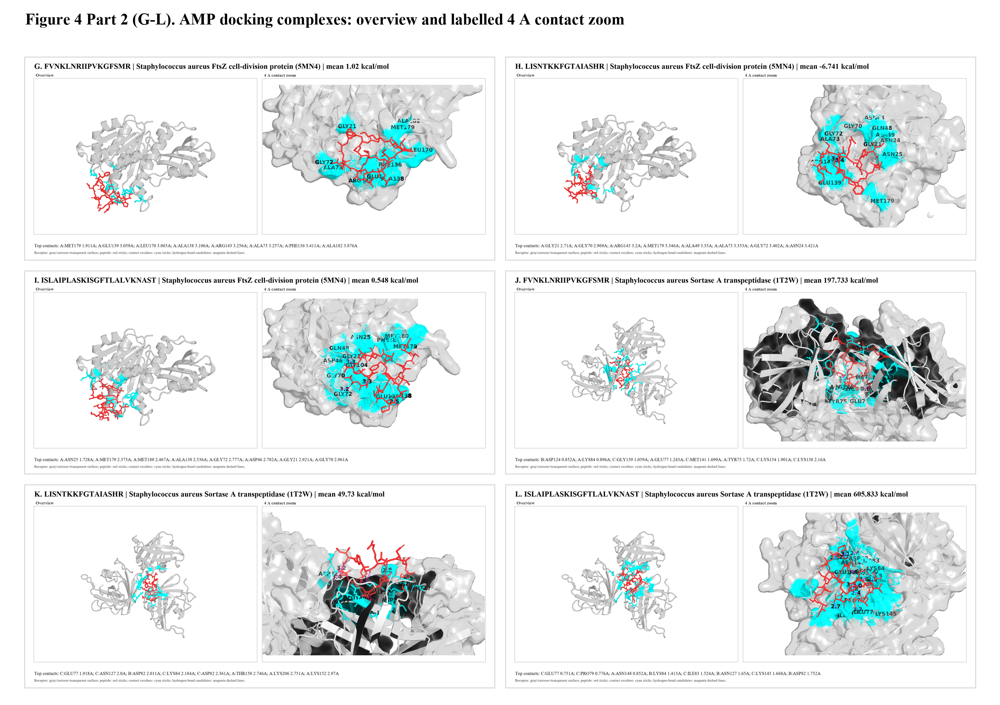 Figure 4 Part 2 (G-L). AMP docking complexes: overview and labelled 4 A contact zoom
G. FVNKLNRIIPVKGFSMR | Staphylococcus aureus FtsZ cell-division protein (5MN4) | mean 1.02 kcal/mol
Overview
4 A contact zoom
GLY21
MET179
LEU170
GLY72
ALA73
PHE136
Top contacts: A:MET179 1.911A; A:GLU139 3.059A; A:LEU170 3.065A; A:ALA138 3.106A; A:ARG143 3.256A; A:ALA73 3.257A; A:PHE136 3.411A; A:ALA182 3.876A
Receptor: gray/cartoon+transparent surface; peptide: red sticks; contact residues: cyan sticks; hydrogen-bond candidates: magenta dashed lines.
H. LISNTKKFGTAIASHR | Staphylococcus aureus FtsZ cell-division protein (5MN4) | mean -6.741 kcal/mol
Overview
4 A contact zoom
ASN44
GLY70
GLN48
GLY72
ALA73
ASN24
GLY21
ASN25
3.4
GLU139
MET179
Top contacts: A:GLY21 2.71A; A:GLY70 2.969A; A:ARG143 3.2A; A:MET179 3.346A; A:ALA49 3.35A; A:ALA73 3.353A; A:GLY72 3.402A; A:ASN24 3.421A
Receptor: gray/cartoon+transparent surface; peptide: red sticks; contact residues: cyan sticks; hydrogen-bond candidates: magenta dashed lines.
I. ISLAIPLASKISGFTLALVKNAST | Staphylococcus aureus FtsZ cell-division protein (5MN4) | mean 0.548 kcal/mol
Overview
4 A contact zoom
ASN25
MET180
MET179
GLN48
GLY21
ASP46
3.3
GLY104
GLY70
3.3
3.2
GLY72
GLU139
2.5
Top contacts: A:ASN25 1.728A; A:MET179 2.373A; A:MET180 2.467A; A:ALA138 2.536A; A:GLY72 2.777A; A:ASP46 2.782A; A:GLY21 2.921A; A:GLY70 2.961A
Receptor: gray/cartoon+transparent surface; peptide: red sticks; contact residues: cyan sticks; hydrogen-bond candidates: magenta dashed lines.
J. FVNKLNRIIPVKGFSMR | Staphylococcus aureus Sortase A transpeptidase (1T2W) | mean 197.733 kcal/mol
Overview
4 A contact zoom
TYR75
Top contacts: B:ASP124 0.852A; A:LYS84 0.896A; C:GLY139 1.059A; A:GLU77 1.243A; C:MET141 1.699A; A:TYR75 1.72A; C:LYS154 1.901A; C:LYS138 2.16A
Receptor: gray/cartoon+transparent surface; peptide: red sticks; contact residues: cyan sticks; hydrogen-bond candidates: magenta dashed lines.
K. LISNTKKFGTAIASHR | Staphylococcus aureus Sortase A transpeptidase (1T2W) | mean 49.73 kcal/mol
Overview
4 A contact zoom
3.2
Top contacts: C:GLU77 1.918A; C:ASN127 2.0A; B:ASP82 2.011A; C:LYS84 2.184A; C:ASP82 2.361A; A:THR150 2.746A; A:LYS206 2.751A; A:LYS152 2.97A
Receptor: gray/cartoon+transparent surface; peptide: red sticks; contact residues: cyan sticks; hydrogen-bond candidates: magenta dashed lines.
L. ISLAIPLASKISGFTLALVKNAST | Staphylococcus aureus Sortase A transpeptidase (1T2W) | mean 605.833 kcal/mol
Overview
4 A contact zoom
LYS84
2.4
2.7
GLU77
LYS145
Top contacts: C:GLU77 0.751A; C:PRO79 0.776A; A:ASN148 0.852A; B:LYS84 1.413A; C:ILE83 1.524A; B:ASN127 1.65A; C:LYS145 1.668A; B:ASP82 1.752A
Receptor: gray/cartoon+transparent surface; peptide: red sticks; contact residues: cyan sticks; hydrogen-bond candidates: magenta dashed lines.